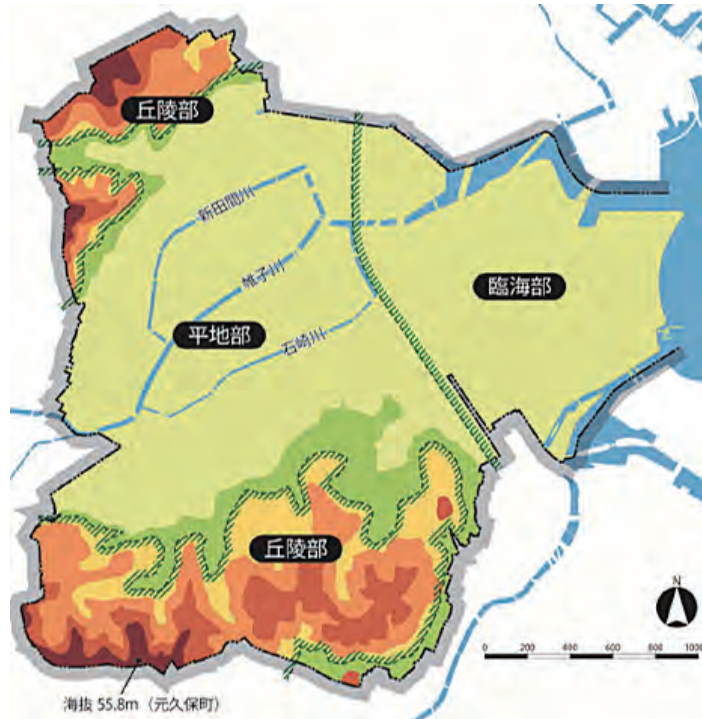 丘陵部
新田間川
帷子川
臨海部
平地部
石崎川
丘陵部
N
0 200 400 600 800 1000
海抜 55.8m（元久保町）